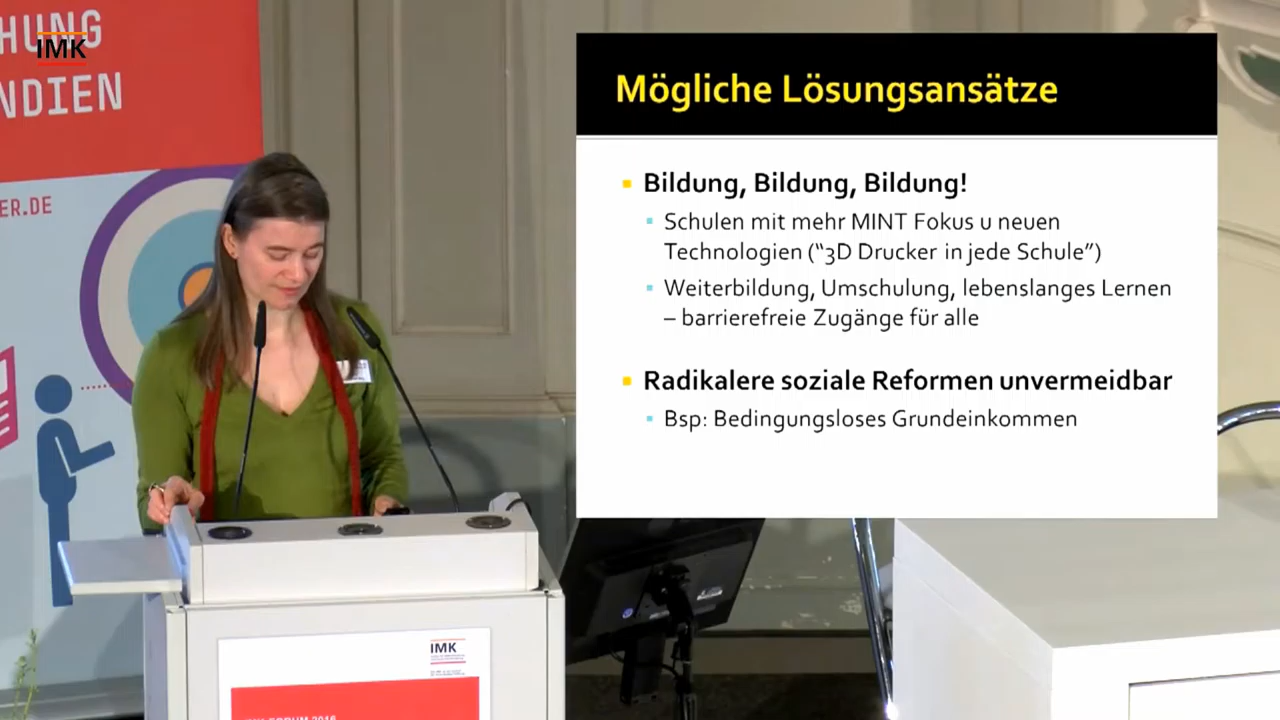 HUNG
IMK
NDIEN
ER.DE
Mögliche Lösungsansätze
Bildung, Bildung, Bildung!
Schulen mit mehr MINT Fokus u neuen
Technologien (“3D Drucker in jede Schule”)
Weiterbildung, Umschulung, lebenslanges Lernen
– barrierefreie Zugänge für alle
Radikalere soziale Reformen unvermeidbar
Bsp: Bedingungsloses Grundeinkommen
IMK
FORUM 2016